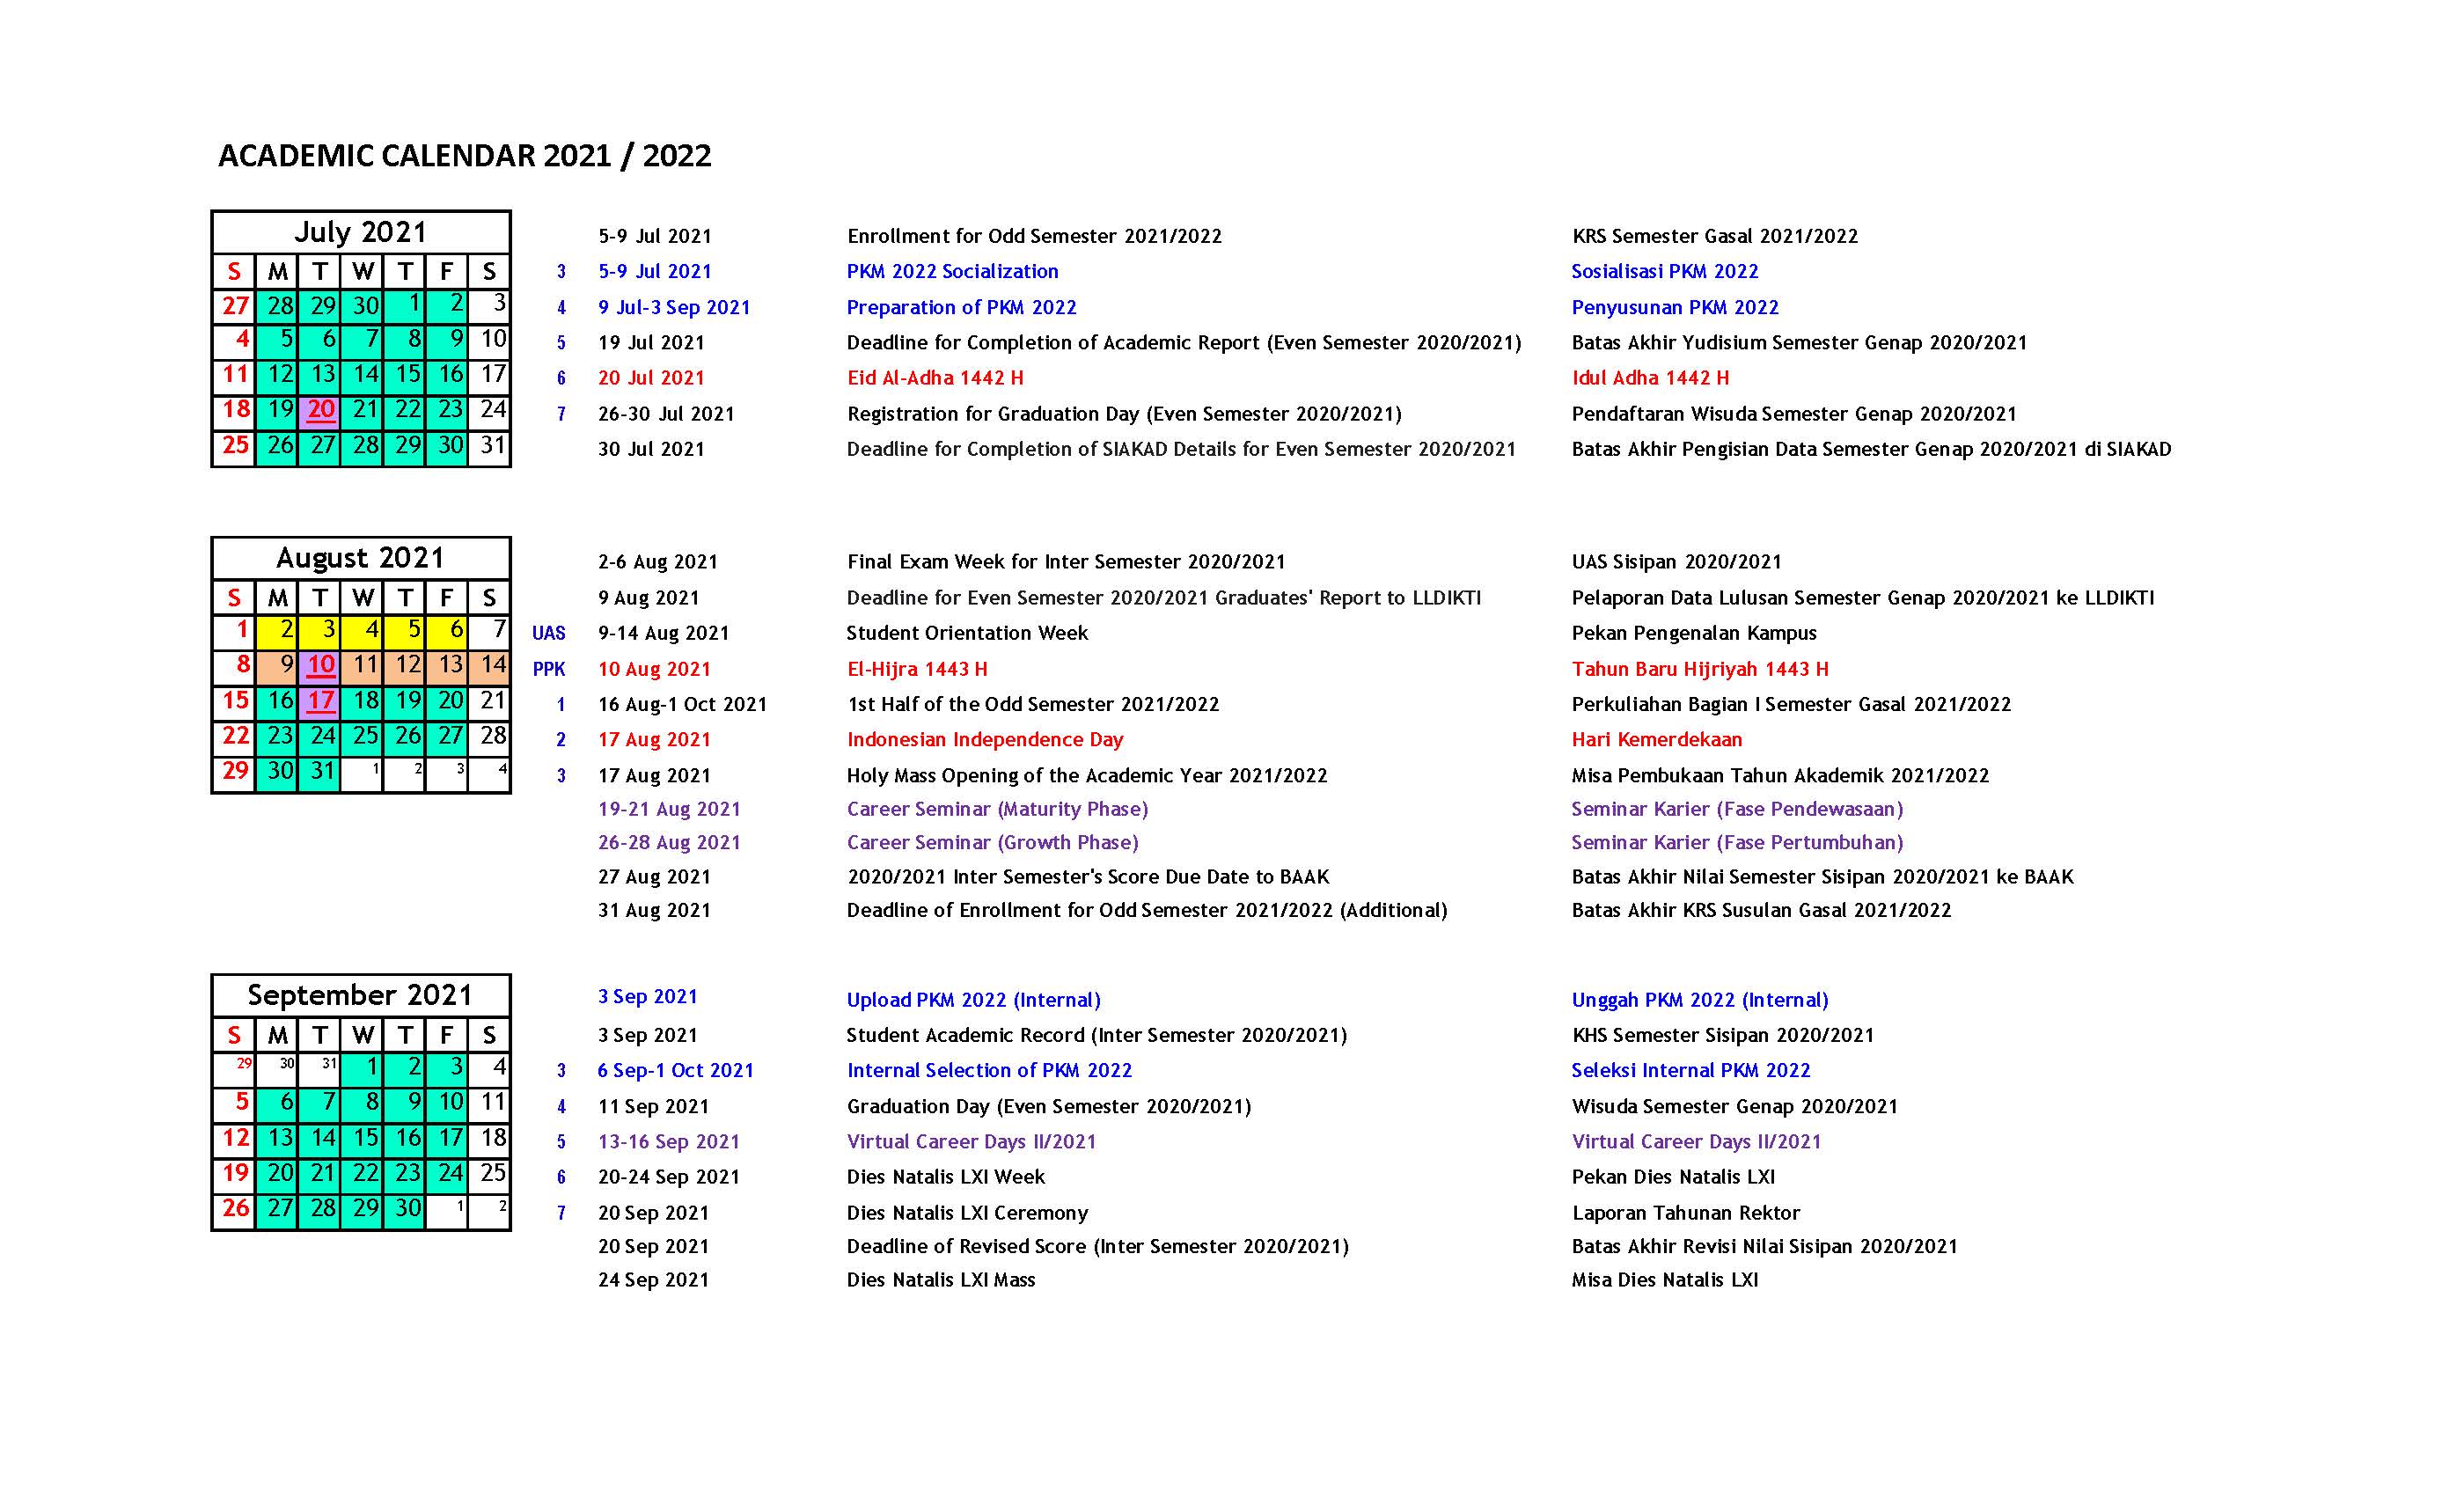 ACADEMIC CALENDAR 2021 / 2022
July 2021
5-9 Jul 2021 Enrollment for Odd Semester 2021/2022 KRS Semester Gasal 2021/2022
S M T W T F S 3 5-9 Jul 2021 PKM 2022 Socialization Sosialisasi PKM 2022
27 28 29 30 1 2 3 4 9 Jul-3 Sep 2021 Preparation of PKM 2022 Penyusunan PKM 2022
4 5 6 7 8 9 10 5 19 Jul 2021 Deadline for Completion of Academic Report (Even Semester 2020/2021) Batas Akhir Yudisium Semester Genap 2020/2021
11 12 13 14 15 16 17 6 20 Jul 2021 Eid Al-Adha 1442 H Idul Adha 1442 H
18 19 20 21 22 23 24 7 26-30 Jul 2021 Registration for Graduation Day (Even Semester 2020/2021) Pendaftaran Wisuda Semester Genap 2020/2021
25 26 27 28 29 30 31 30 Jul 2021 Deadline for Completion of SIAKAD Details for Even Semester 2020/2021 Batas Akhir Pengisian Data Semester Genap 2020/2021 di SIAKAD
August 2021 2-6 Aug 2021 Final Exam Week for Inter Semester 2020/2021 UAS Sisipan 2020/2021
S M T W T F S 9 Aug 2021 Deadline for Even Semester 2020/2021 Graduates' Report to LLDIKTI Pelaporan Data Lulusan Semester Genap 2020/2021 ke LLDIKTI
1 2 3 4 5 6 7 UAS 9-14 Aug 2021 Student Orientation Week Pekan Pengenalan Kampus
8 9 10 11 12 13 14 PPK 10 Aug 2021 El-Hijra 1443 H Tahun Baru Hijriyah 1443 H
15 16 17 18 19 20 21 1 16 Aug-1 Oct 2021 1st Half of the Odd Semester 2021/2022 Perkuliahan Bagian I Semester Gasal 2021/2022
22 23 24 25 26 27 28 2 17 Aug 2021 Indonesian Independence Day Hari Kemerdekaan
29 30 31 1 2 3 4 3 17 Aug 2021 Holy Mass Opening of the Academic Year 2021/2022 Misa Pembukaan Tahun Akademik 2021/2022
19-21 Aug 2021 Career Seminar (Maturity Phase) Seminar Karier (Fase Pendewasaan)
26-28 Aug 2021 Career Seminar (Growth Phase) Seminar Karier (Fase Pertumbuhan)
27 Aug 2021 2020/2021 Inter Semester's Score Due Date to BAAK Batas Akhir Nilai Semester Sisipan 2020/2021 ke BAAK
31 Aug 2021 Deadline of Enrollment for Odd Semester 2021/2022 (Additional) Batas Akhir KRS Susulan Gasal 2021/2022
September 2021 3 Sep 2021 Upload PKM 2022 (Internal) Unggah PKM 2022 (Internal)
S M T W T F S 3 Sep 2021 Student Academic Record (Inter Semester 2020/2021) KHS Semester Sisipan 2020/2021
29 30 31 1 2 3 4 3 6 Sep-1 Oct 2021 Internal Selection of PKM 2022 Seleksi Internal PKM 2022
5 6 7 8 9 10 11 4 11 Sep 2021 Graduation Day (Even Semester 2020/2021) Wisuda Semester Genap 2020/2021
12 13 14 15 16 17 18 5 13-16 Sep 2021 Virtual Career Days II/2021 Virtual Career Days II/2021
19 20 21 22 23 24 25 6 20-24 Sep 2021 Dies Natalis LXI Week Pekan Dies Natalis LXI
26 27 28 29 30 1 2 7 20 Sep 2021 Dies Natalis LXI Ceremony Laporan Tahunan Rektor
20 Sep 2021 Deadline of Revised Score (Inter Semester 2020/2021) Batas Akhir Revisi Nilai Sisipan 2020/2021
24 Sep 2021 Dies Natalis LXI Mass Misa Dies Natalis LXI